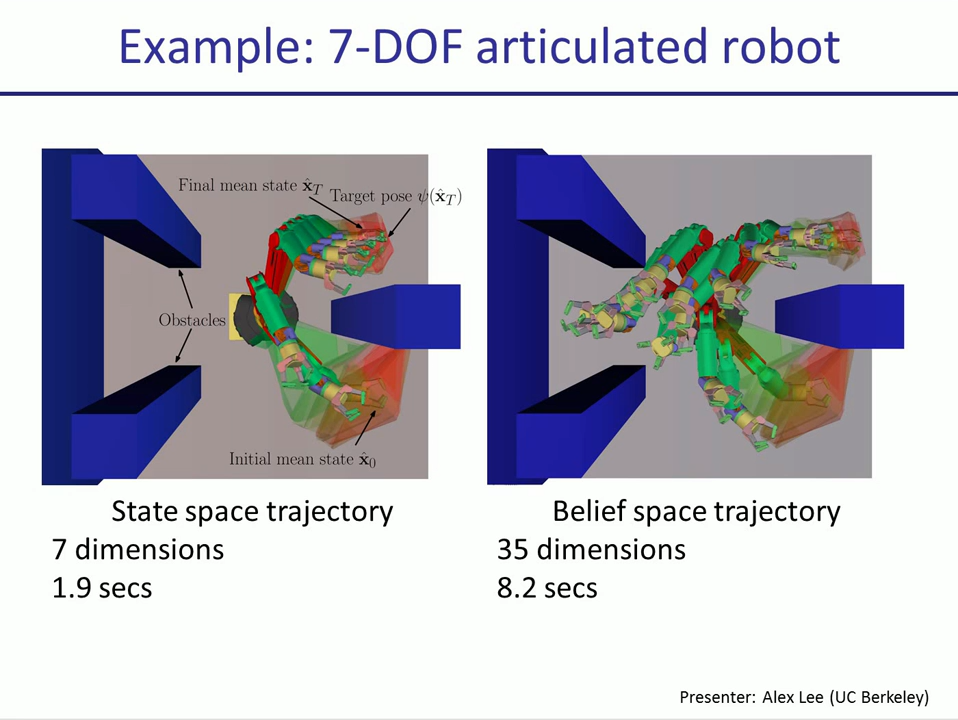 Example: 7-DOF articulated robot
Final mean state x̂_T
Target pose ψ(x̂_T)
Obstacles
Initial mean state x̂_0
State space trajectory
7 dimensions
1.9 secs
Belief space trajectory
35 dimensions
8.2 secs
Presenter: Alex Lee (UC Berkeley)